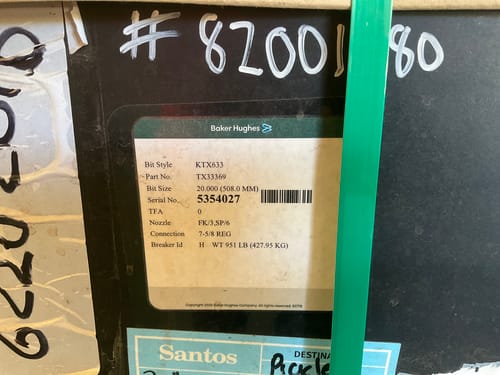 # 82001 80
Baker Hughes
Bit Style KTX633
Part No. TX33369
Bit Size 20.000 (508.0 MM)
Serial No. 5354027
TFA 0
Nozzle FK/3,SP/6
Connection 7-5/8 REG
Breaker Id H WT 951 LB (427.95 KG)
Santos
DESTINA